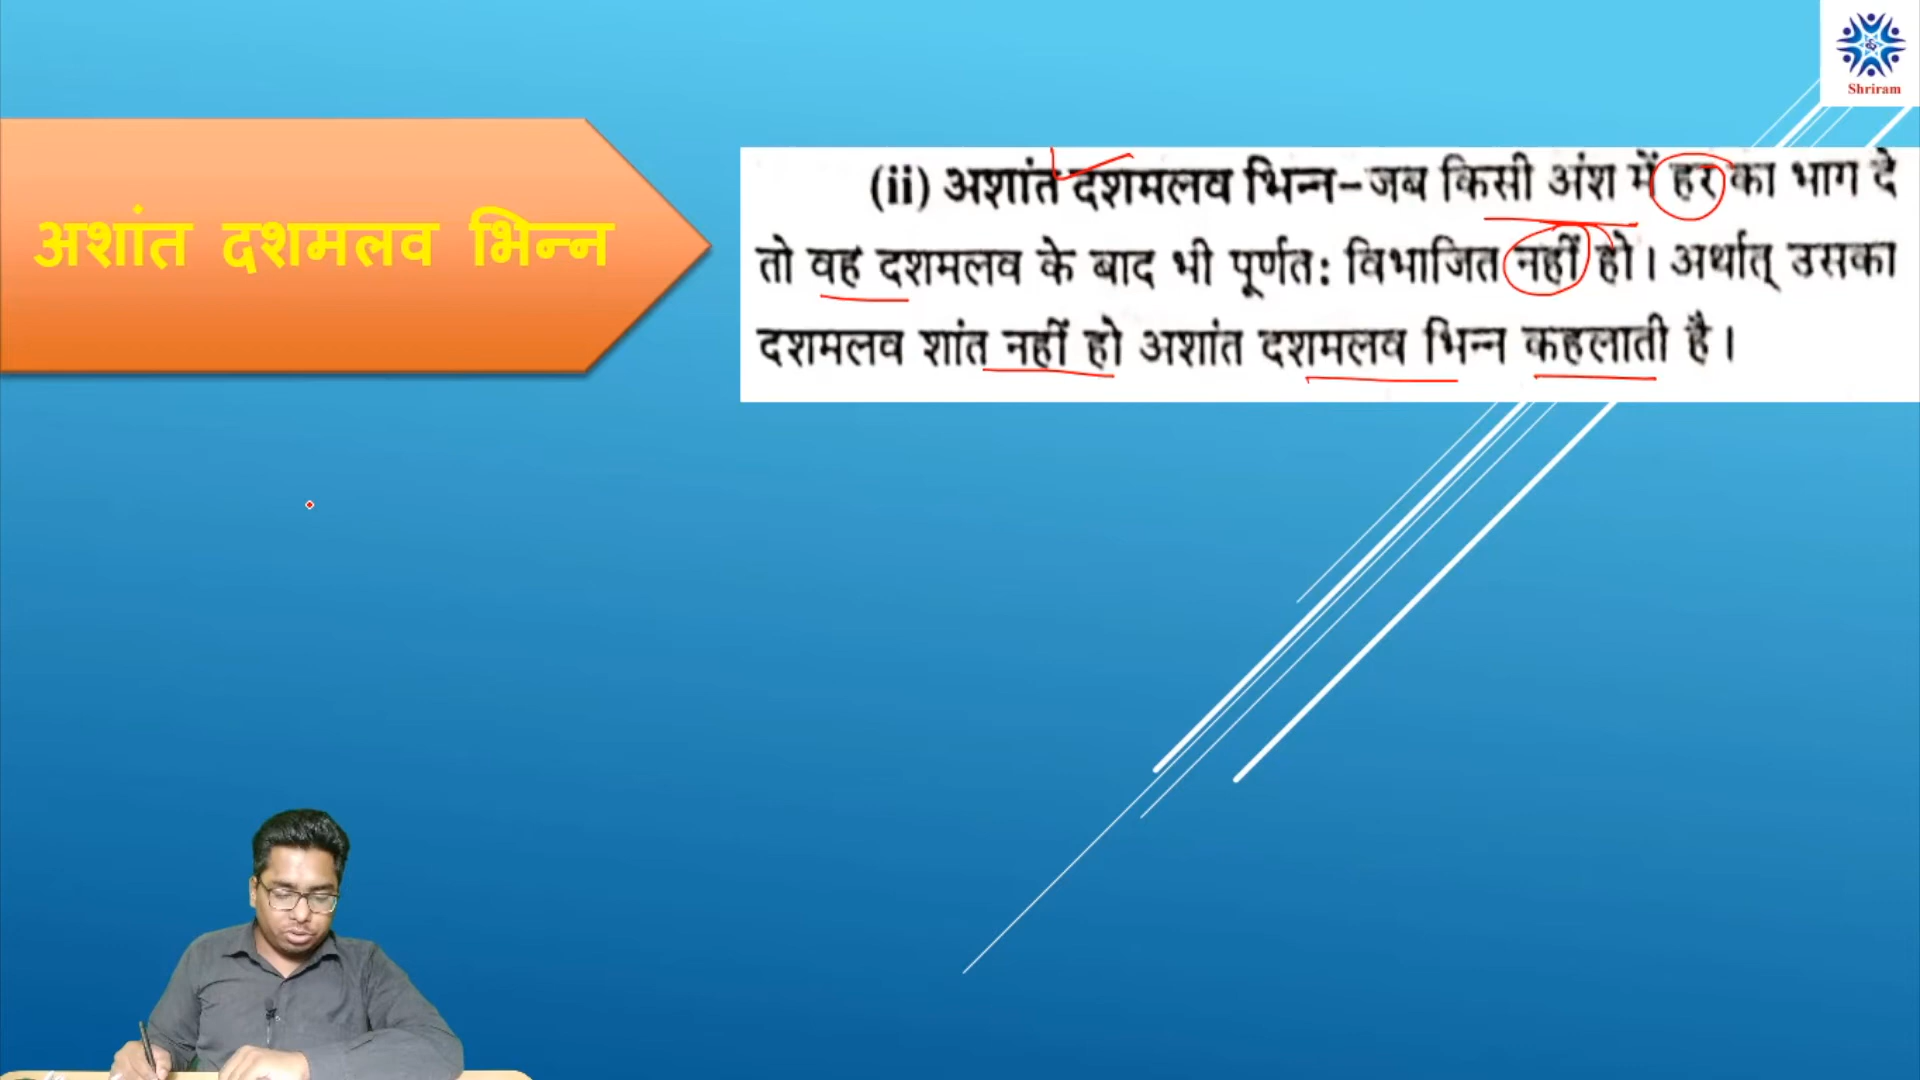 Shriram
अशांत दशमलव भिन्न
(ii) अशांत दशमलव भिन्न–जब किसी अंश में हर का भाग दे
तो वह दशमलव के बाद भी पूर्णत: विभाजित नहीं हो। अर्थात् उसका
दशमलव शांत नहीं हो अशांत दशमलव भिन्न कहलाती है।